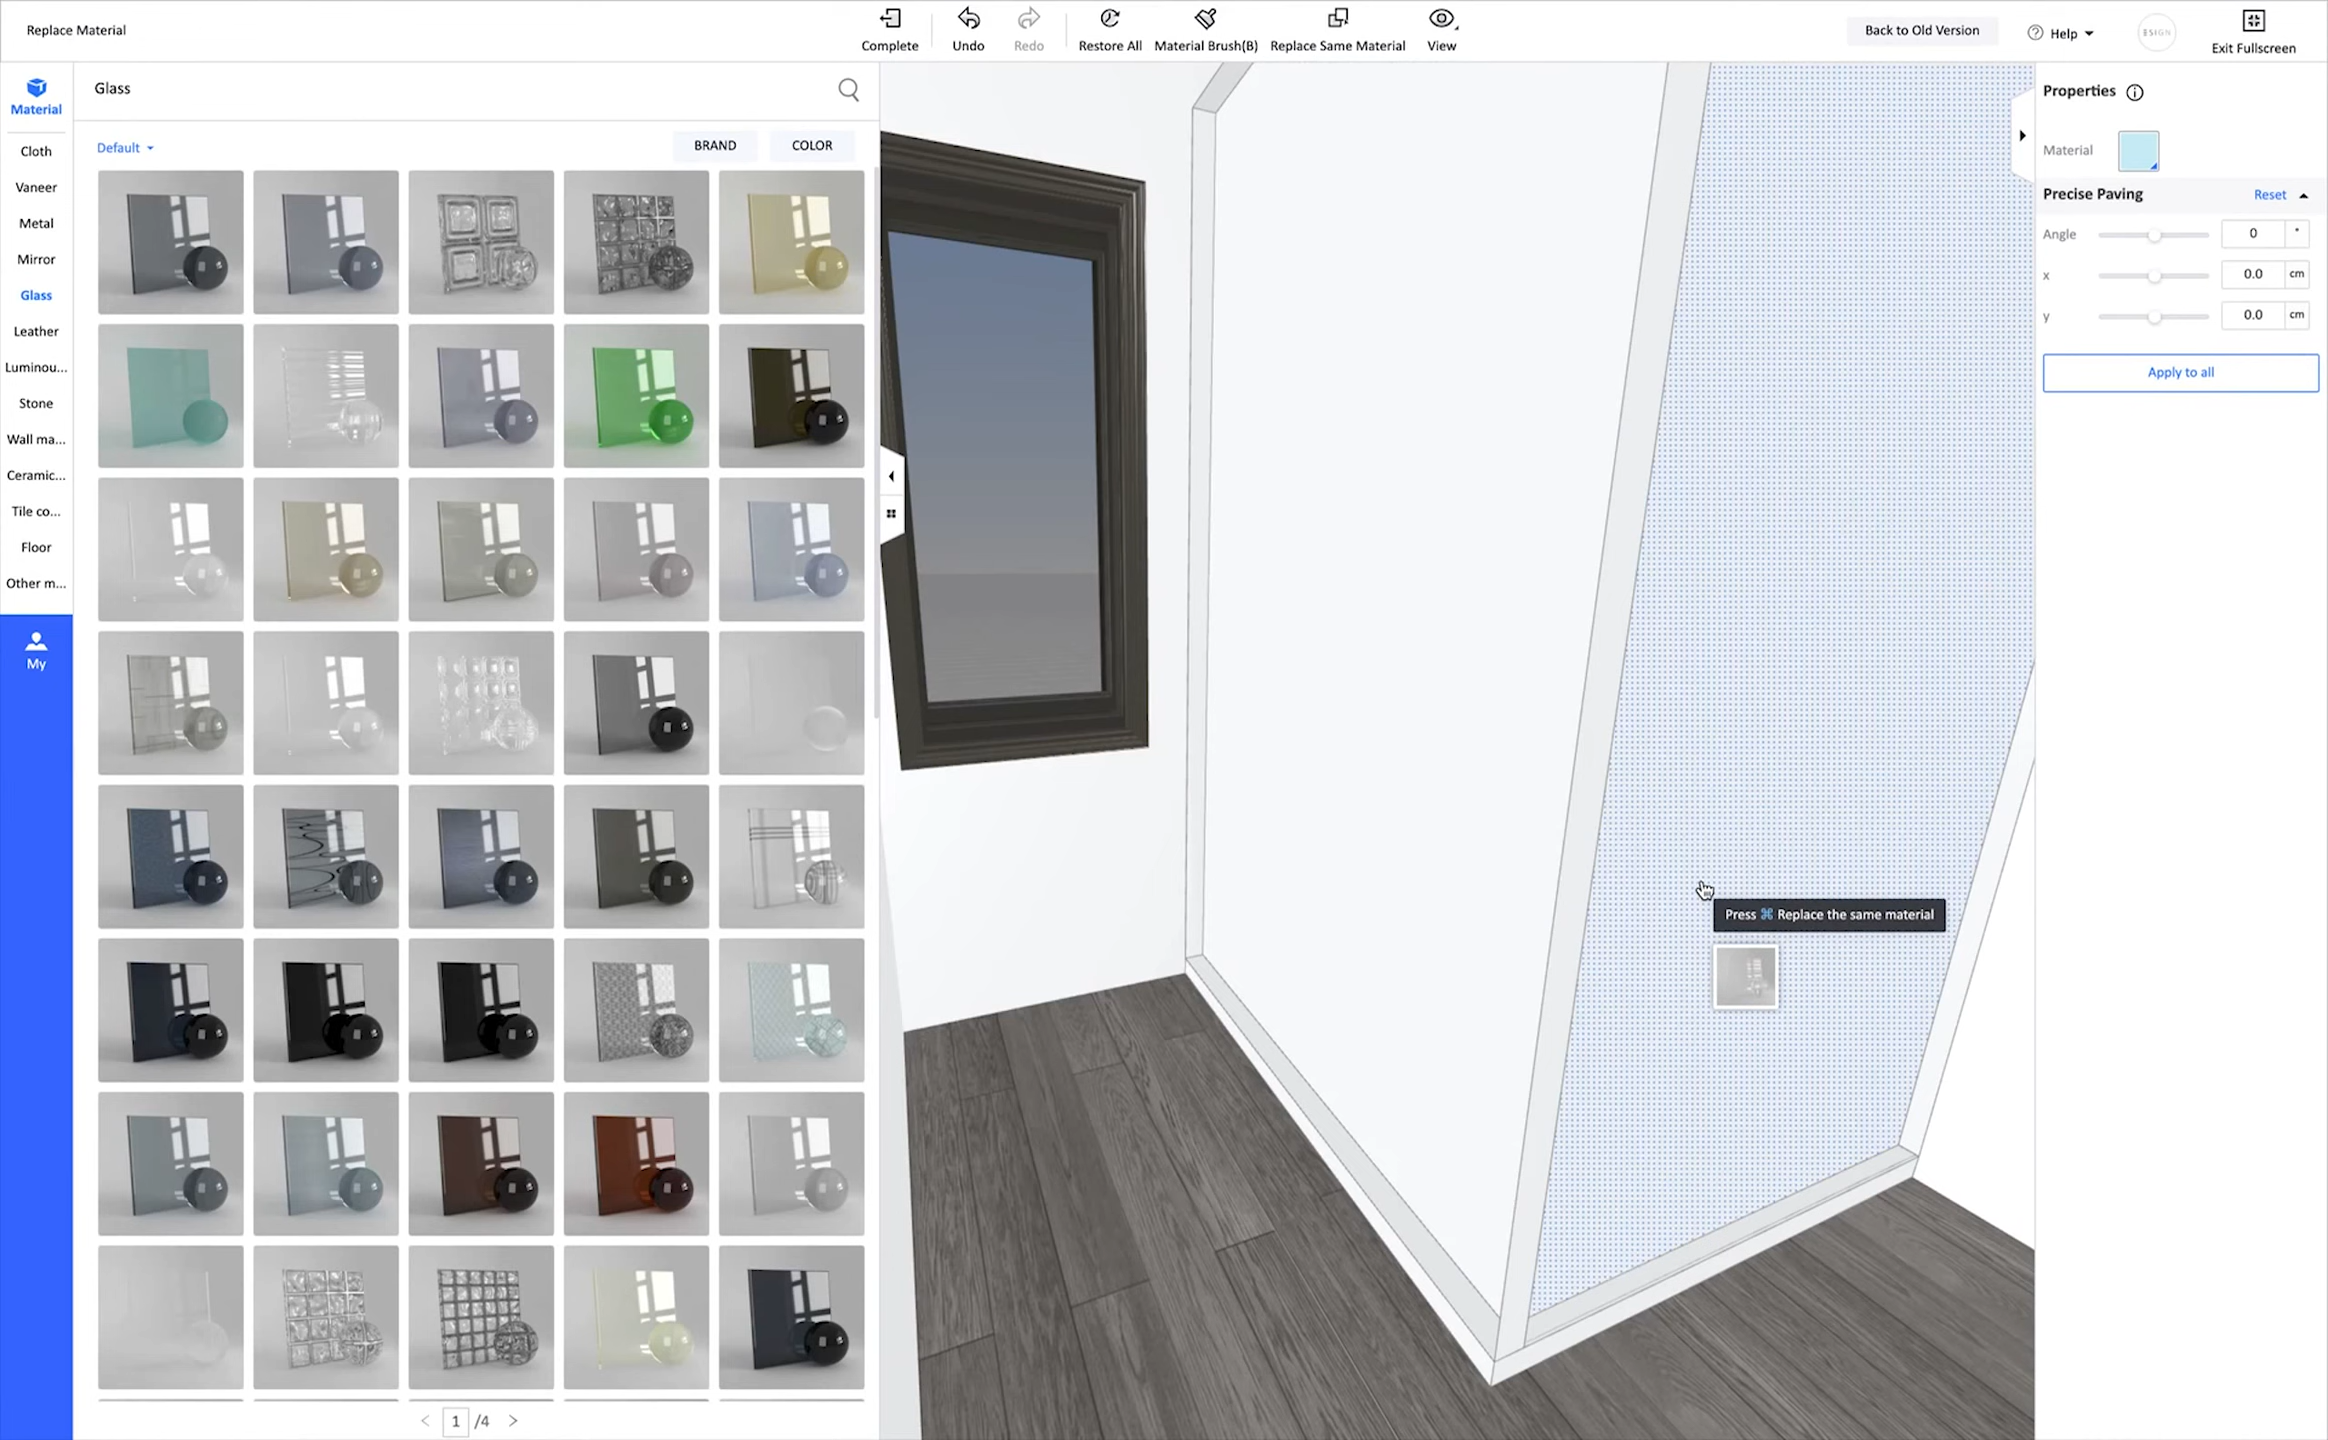 Replace Material
Complete
Undo
Redo
Restore All
Material Brush(B)
Replace Same Material
View
Back to Old Version
Help
ESIGN
Exit Fullscreen
Material
Cloth
Vaneer
Metal
Mirror
Glass
Leather
Luminou...
Stone
Wall ma...
Ceramic...
Tile co...
Floor
Other m...
My
Glass
Default
BRAND
COLOR
< 1 /4 >
Press ⌘ Replace the same material
Properties
Material
Precise Paving
Reset
Angle 0 °
x 0.0 cm
y 0.0 cm
Apply to all